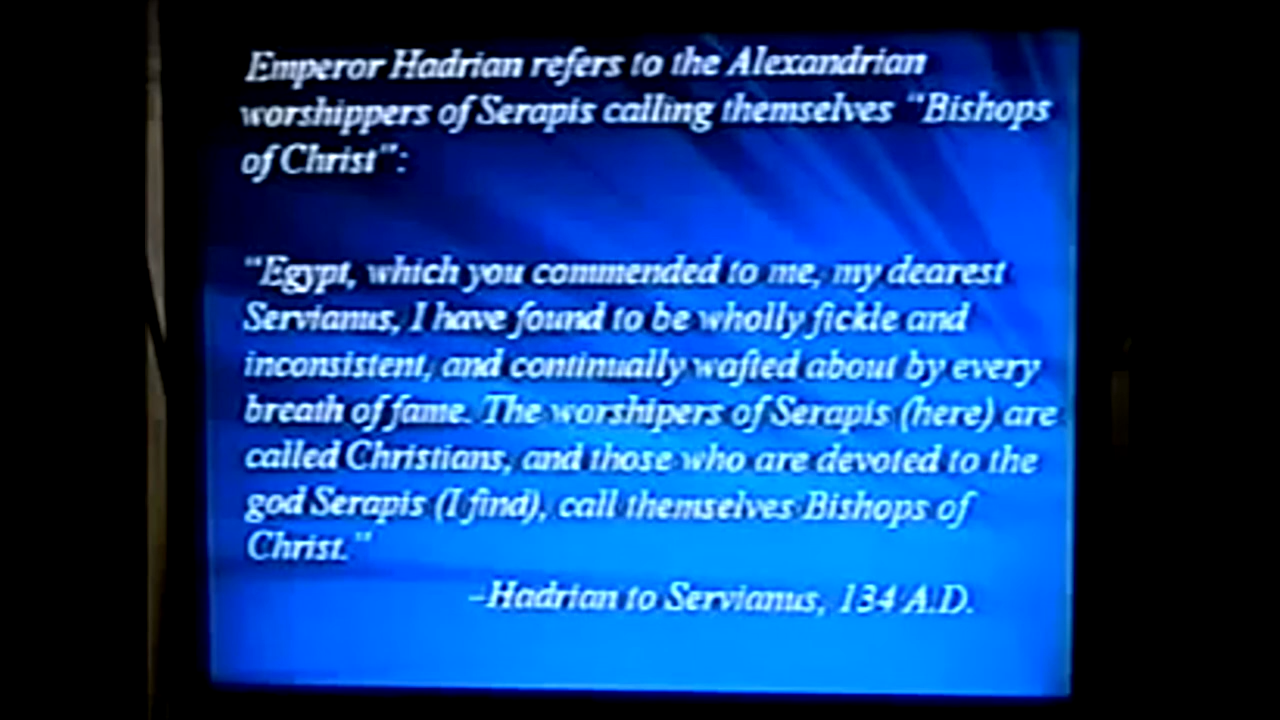 Emperor Hadrian refers to the Alexandrian
worshippers of Serapis calling themselves "Bishops
of Christ":
"Egypt, which you commended to me, my dearest
Servianus, I have found to be wholly fickle and
inconsistent, and continually wafted about by every
breath of fame. The worshipers of Serapis (here) are
called Christians, and those who are devoted to the
god Serapis (I find), call themselves Bishops of
Christ."
–Hadrian to Servianus, 134 A.D.